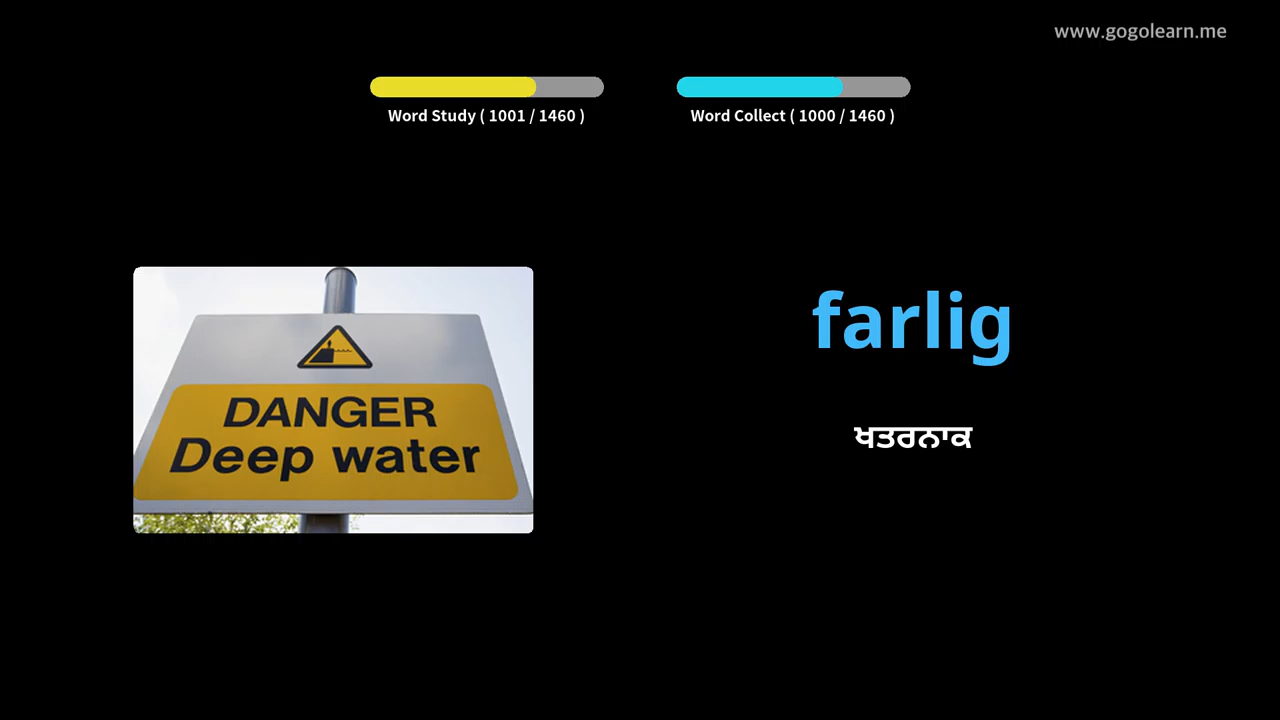 www.gogolearn.me
Word Study ( 1001 / 1460 )
Word Collect ( 1000 / 1460 )
DANGER
Deep water
farlig
ਖਤਰਨਾਕ